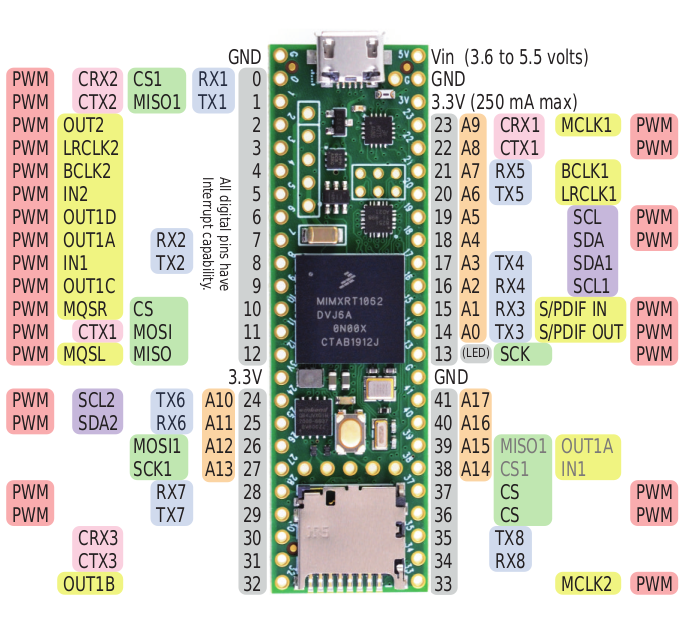 GND Vin (3.6 to 5.5 volts)
PWM CRX2 CS1 RX1 0 GND
PWM CTX2 MISO1 TX1 1 3.3V (250 mA max)
PWM OUT2 2 23 A9 CRX1 MCLK1 PWM
PWM LRCLK2 3 22 A8 CTX1 PWM
PWM BCLK2 4 21 A7 RX5 BCLK1
PWM IN2 5 20 A6 TX5 LRCLK1
PWM OUT1D 6 19 A5 SCL PWM
PWM OUT1A RX2 7 18 A4 SDA PWM
PWM IN1 TX2 8 17 A3 TX4 SDA1
PWM OUT1C 9 16 A2 RX4 SCL1
PWM MQSR CS 10 15 A1 RX3 S/PDIF IN PWM
PWM CTX1 MOSI 11 14 A0 TX3 S/PDIF OUT PWM
PWM MQSL MISO 12 13 (LED) SCK PWM
All digital pins have
Interrupt capability.
MIMXRT1062
DVJ6A
0N00X
CTAB1912J
3.3V GND
PWM SCL2 TX6 A10 24 41 A17
PWM SDA2 RX6 A11 25 40 A16
MOSI1 A12 26 39 A15 MISO1 OUT1A
SCK1 A13 27 38 A14 CS1 IN1
PWM RX7 28 37 CS PWM
PWM TX7 29 36 CS PWM
CRX3 30 35 TX8
CTX3 31 34 RX8
OUT1B 32 33 MCLK2 PWM